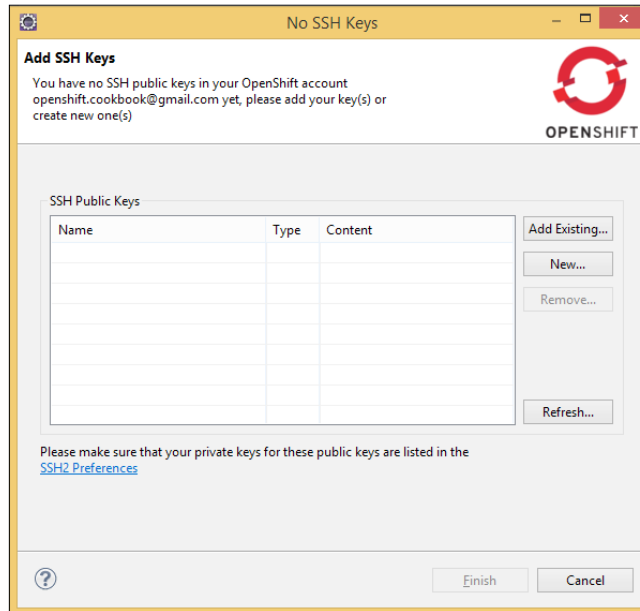 No SSH Keys
Add SSH Keys
You have no SSH public keys in your OpenShift account
openshift.cookbook@gmail.com yet, please add your key(s) or
create new one(s)
OPENSHIFT
SSH Public Keys
Name Type Content
Add Existing...
New...
Remove...
Refresh...
Please make sure that your private keys for these public keys are listed in the
SSH2 Preferences
?
Finish Cancel